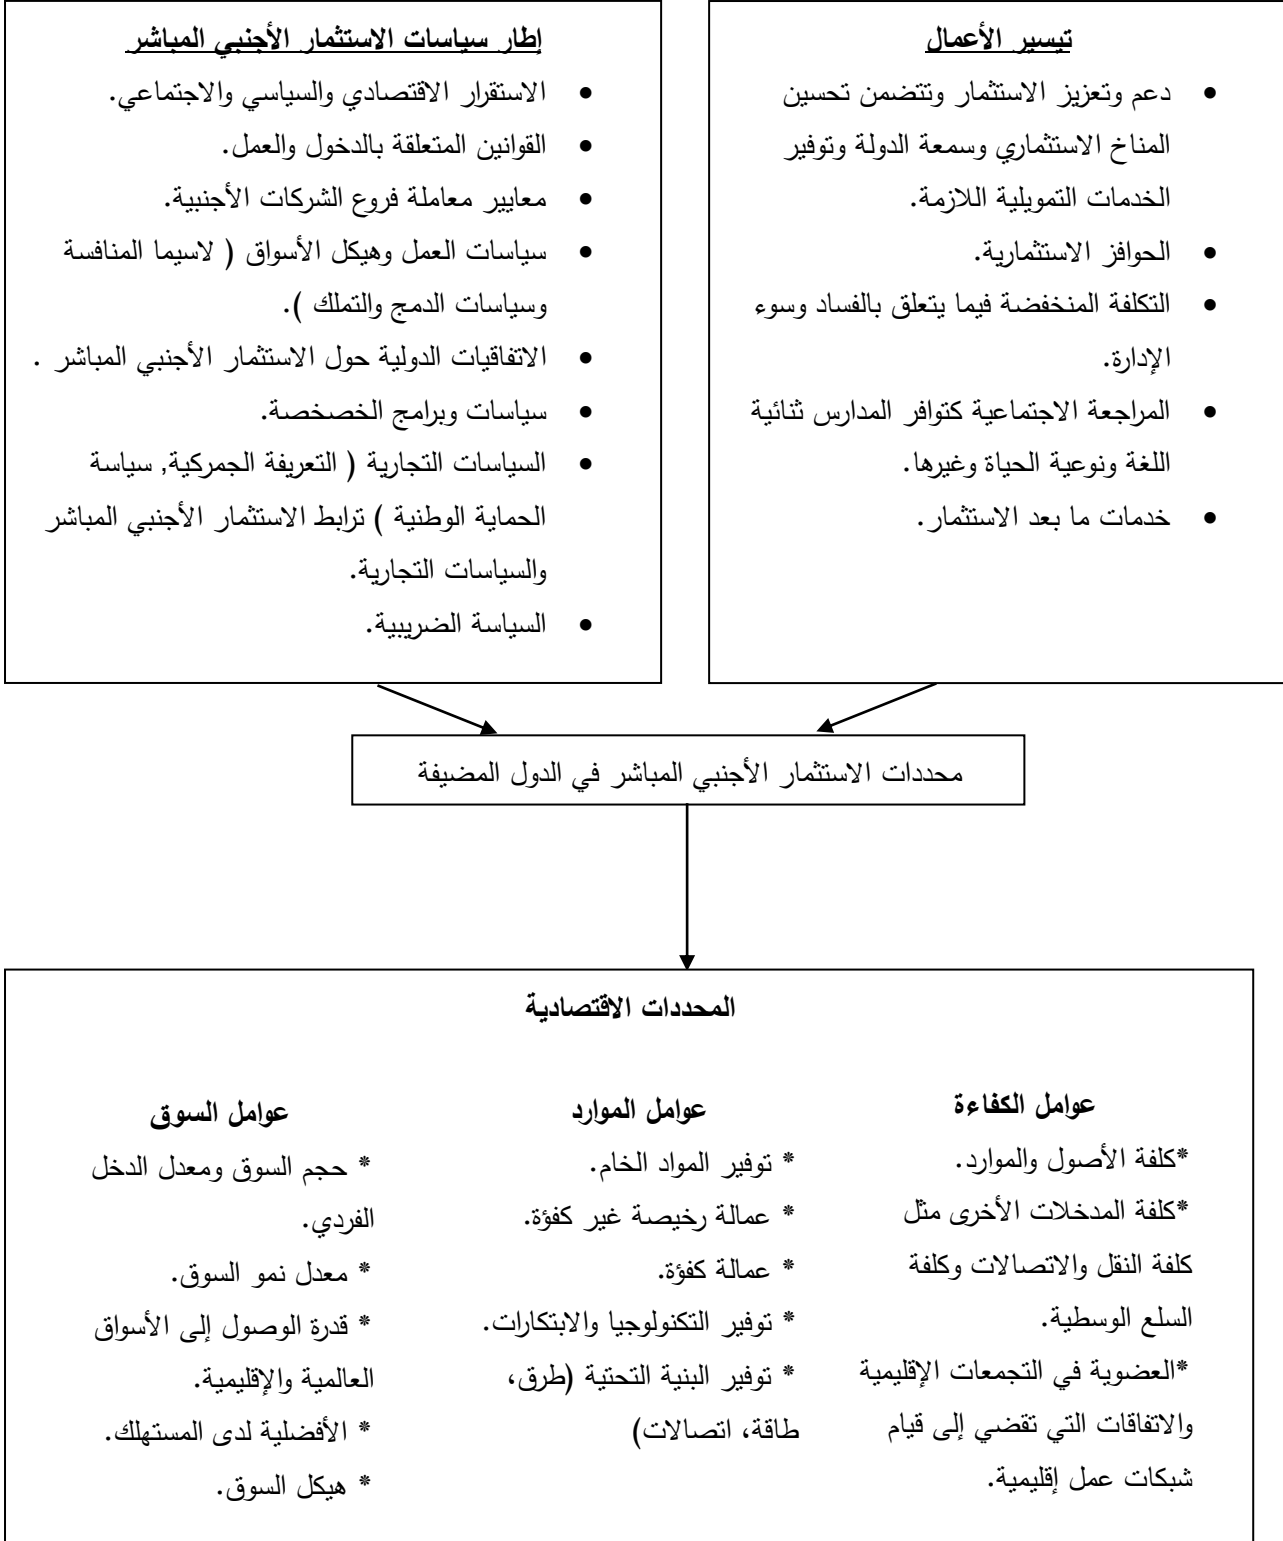 تيسير الأعمال
• دعم وتعزيز الاستثمار وتتضمن تحسين
المناخ الاستثماري وسمعة الدولة وتوفير
الخدمات التمويلية اللازمة.
• الحوافز الاستثمارية.
• التكلفة المنخفضة فيما يتعلق بالفساد وسوء
الإدارة.
• المراجعة الاجتماعية كتوافر المدارس ثنائية
اللغة ونوعية الحياة وغيرها.
• خدمات ما بعد الاستثمار.
إطار سياسات الاستثمار الأجنبي المباشر
• الاستقرار الاقتصادي والسياسي والاجتماعي.
• القوانين المتعلقة بالدخول والعمل.
• معايير معاملة فروع الشركات الأجنبية.
• سياسات العمل وهيكل الأسواق ( لاسيما المنافسة
وسياسات الدمج والتملك ).
• الاتفاقيات الدولية حول الاستثمار الأجنبي المباشر .
• سياسات وبرامج الخصخصة.
• السياسات التجارية ( التعريفة الجمركية, سياسة
الحماية الوطنية ) ترابط الاستثمار الأجنبي المباشر
والسياسات التجارية.
• السياسة الضريبية.
محددات الاستثمار الأجنبي المباشر في الدول المضيفة
المحددات الاقتصادية
عوامل الكفاءة
*كلفة الأصول والموارد.
*كلفة المدخلات الأخرى مثل
كلفة النقل والاتصالات وكلفة
السلع الوسطية.
*العضوية في التجمعات الإقليمية
والاتفاقات التي تقضي إلى قيام
شبكات عمل إقليمية.
عوامل الموارد
* توفير المواد الخام.
* عمالة رخيصة غير كفؤة.
* عمالة كفؤة.
* توفير التكنولوجيا والابتكارات.
* توفير البنية التحتية (طرق،
طاقة، اتصالات)
عوامل السوق
* حجم السوق ومعدل الدخل
الفردي.
* معدل نمو السوق.
* قدرة الوصول إلى الأسواق
العالمية والإقليمية.
* الأفضلية لدى المستهلك.
* هيكل السوق.